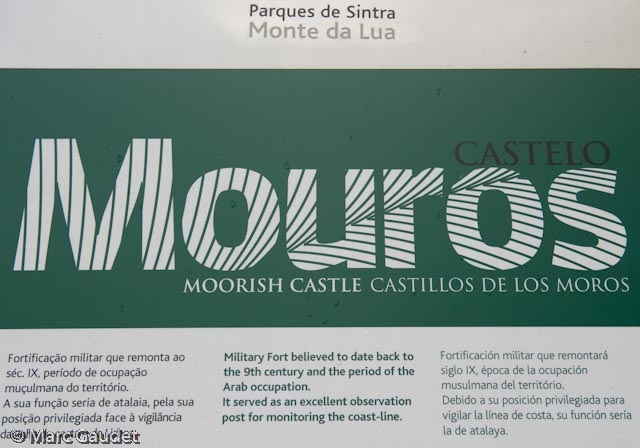 Parques de Sintra
Monte da Lua
CASTELO
Mouros
MOORISH CASTLE CASTILLOS DE LOS MOROS
Fortificação militar que remonta ao
séc. IX, período de ocupação
muçulmana do território.
A sua função seria de atalaia, pela sua
posição privilegiada face à vigilância
Military Fort believed to date back to
the 9th century and the period of the
Arab occupation.
It served as an excellent observation
post for monitoring the coast-line.
Fortificación militar que remontará
siglo IX, época de la ocupación
musulmana del território.
Debido a su posición privilegiada para
vigilar la línea de costa, su función sería
la de atalaya.
© Marc Gaudet